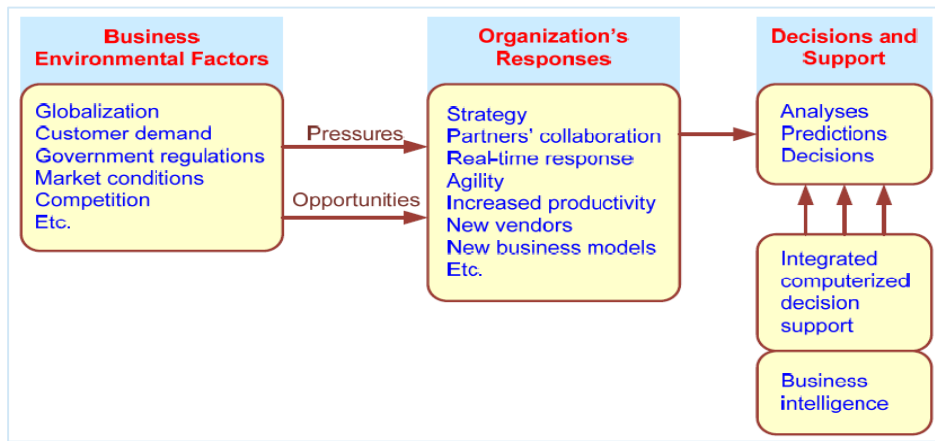 Business
Environmental Factors
Globalization
Customer demand
Government regulations
Market conditions
Competition
Etc.
Pressures
Opportunities
Organization's
Responses
Strategy
Partners' collaboration
Real-time response
Agility
Increased productivity
New vendors
New business models
Etc.
Decisions and
Support
Analyses
Predictions
Decisions
Integrated
computerized
decision
support
Business
intelligence